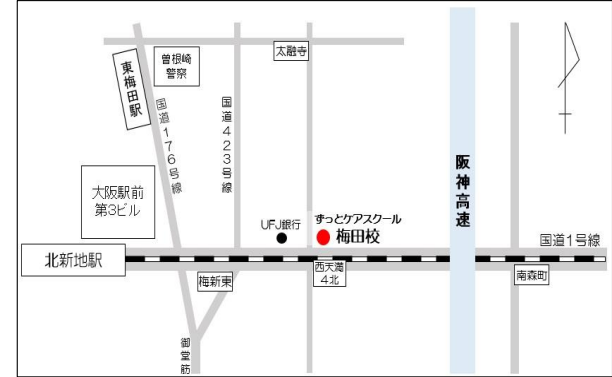 太融寺
曽根崎
警察
東梅田駅
国道176号線
国道423号線
阪神高速
大阪駅前
第3ビル
UFJ銀行
ずっとケアスクール
梅田校
国道1号線
北新地駅
梅新東
西天満
4北
南森町
御堂筋